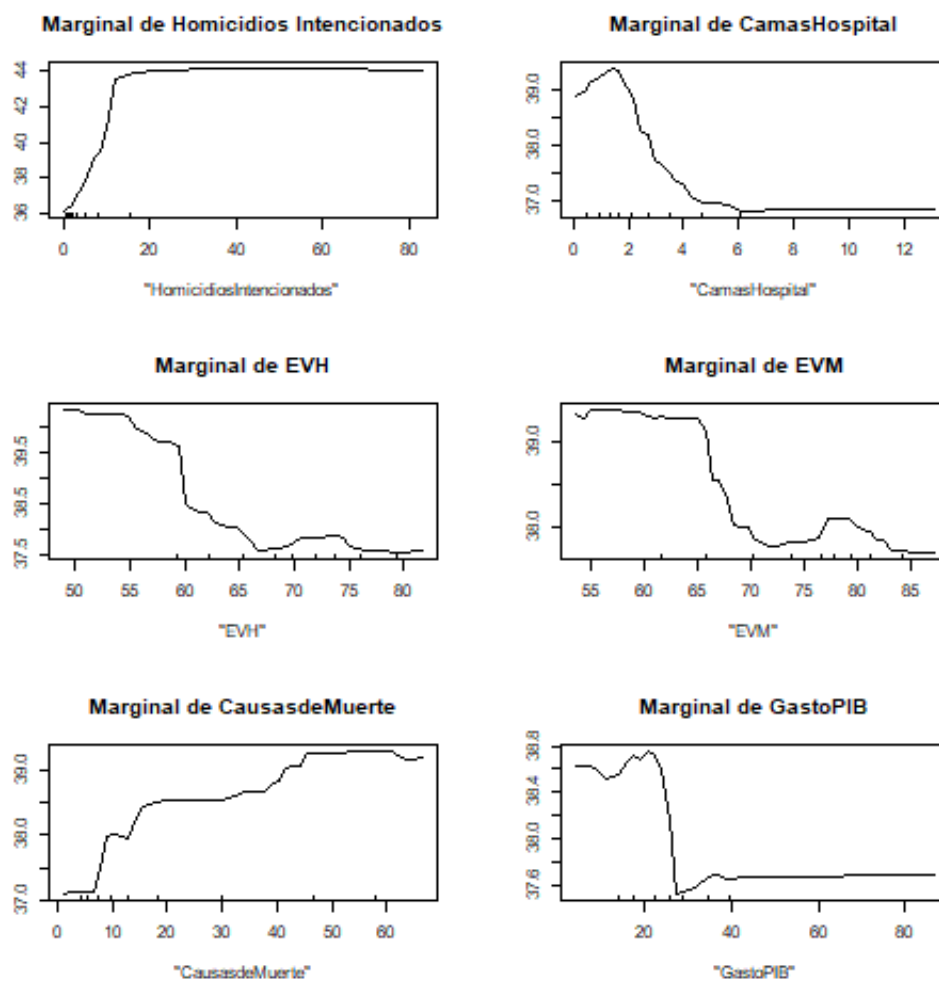 Marginal de Homicidios Intencionados
36 38 40 42 44
0 20 40 60 80
"HomicidiosIntencionados"
Marginal de CamasHospital
37.0 38.0 39.0
0 2 4 6 8 10 12
"CamasHospital"
Marginal de EVH
37.5 38.5 39.5
50 55 60 65 70 75 80
"EVH"
Marginal de EVM
38.0 39.0
55 60 65 70 75 80 85
"EVM"
Marginal de CausasdeMuerte
37.0 38.0 39.0
0 10 20 30 40 50 60
"CausasdeMuerte"
Marginal de GastoPIB
37.6 38.0 38.4 38.8
20 40 60 80
"GastoPIB"